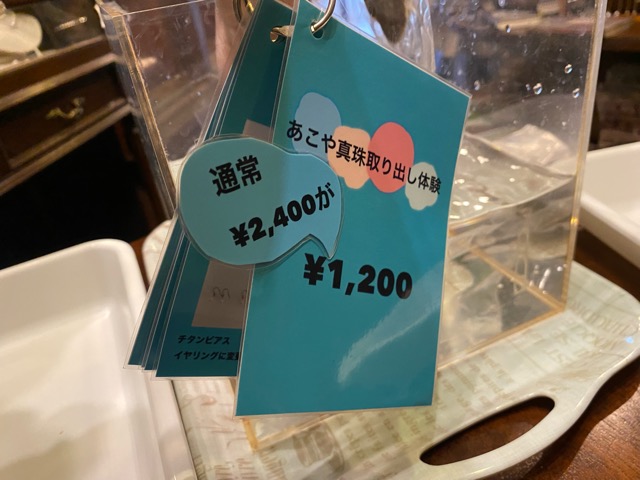 あこや真珠取り出し体験
通常
¥2,400が
¥1,200
チタンピアス
イヤリングに変